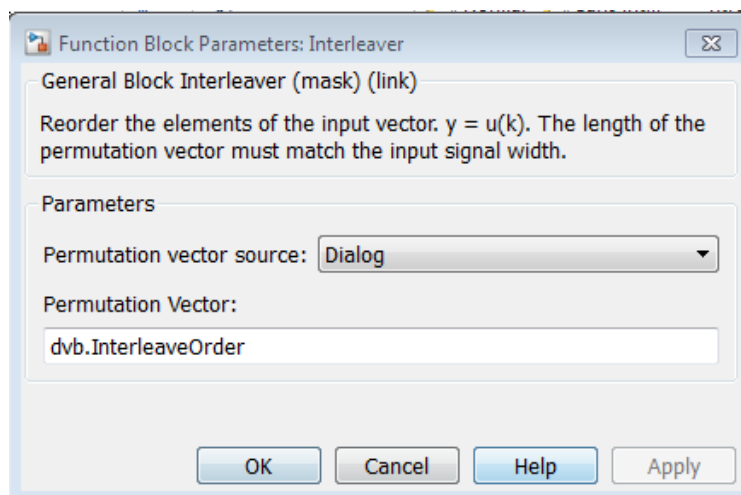 Function Block Parameters: Interleaver
General Block Interleaver (mask) (link)
Reorder the elements of the input vector. y = u(k). The length of the
permutation vector must match the input signal width.
Parameters
Permutation vector source: Dialog
Permutation Vector:
dvb.InterleaveOrder
OK Cancel Help Apply